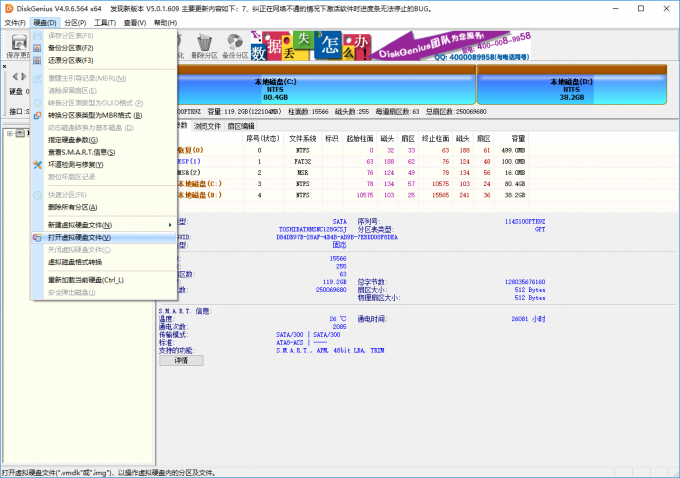 DiskGenius V4.9.6.564 x64 发现新版本 V5.0.1.609 主要更新内容如下: 7、纠正在网络不通的情况下激活软件时进度条无法停止的BUG。
文件(F) 硬盘(D) 分区(P) 工具(T) 查看(V) 帮助(H)
保存更改
删除分区 备份分区
数据丢失怎么办!
DiskGenius团队为您服务!
400-008-9958
QQ: 4000089958(与电话同号)
保存分区表(F8)
备份分区表(F2)
还原分区表(F3)
重建主引导记录(MBR)(M)
清除保留扇区(E)
转换分区表类型为GUID格式 (P)
转换分区表类型为MBR格式 (B)
动态磁盘转换为基本磁盘 (D)
指定硬盘参数(G)
查看S.M.A.R.T.信息(S)
坏道检测与修复(Y)
复位坏扇区记录
快速分区(F6)
删除所有分区(A)
新建虚拟硬盘文件(N)
打开虚拟硬盘文件(V)
关闭虚拟硬盘文件(C)
虚拟磁盘格式转换
重新加载当前硬盘(Ctrl_L)
安全弹出磁盘(J)
本地磁盘(C:)
NTFS
80.4GB
本地磁盘(D:)
NTFS
38.2GB
硬盘 0
接口:S
容量:119.2GB(122104MB) 柱面数:15566 磁头数:255 每道扇区数:63 总扇区数:250069680
参数 浏览文件 扇区编辑
序号(状态) 文件系统 标识 起始柱面 磁头 扇区 终止柱面 磁头 扇区 容量
恢复(0) 0 NTFS 0 32 33 63 188 61 499.0MB
ESP(1) 1 FAT32 63 188 62 76 124 48 100.0MB
MSR(2) 2 MSR 76 124 49 78 134 56 16.0MB
本地磁盘(C:) 3 NTFS 78 134 57 10575 103 24 80.4GB
本地磁盘(D:) 4 NTFS 10575 103 25 15565 241 36 38.2GB
型: SATA 序列号: 114S100PTK9Z
TOSHIBATHNSNC128GCSJ 分区表类型: GPT
UID: D84D897B-28AF-4B4B-AD9B-7EBDD08F8DEA
型: 固态
数: 15566
数: 255
区数: 63
119.2GB 总字节数: 128035676160
数: 250069680 扇区大小: 512 Bytes
物理扇区大小: 512 Bytes
S.M.A.R.T. 信息:
温度: 26 ℃ 通电时间: 26081 小时
通电次数: 2085
传输模式: SATA/300 | SATA/300
标准: ATA8-ACS | ----
支持的功能: S.M.A.R.T., APM, 48bit LBA, TRIM
详情
打开虚拟硬盘文件(".vmdk"或".img")，以操作虚拟硬盘内的分区及文件。